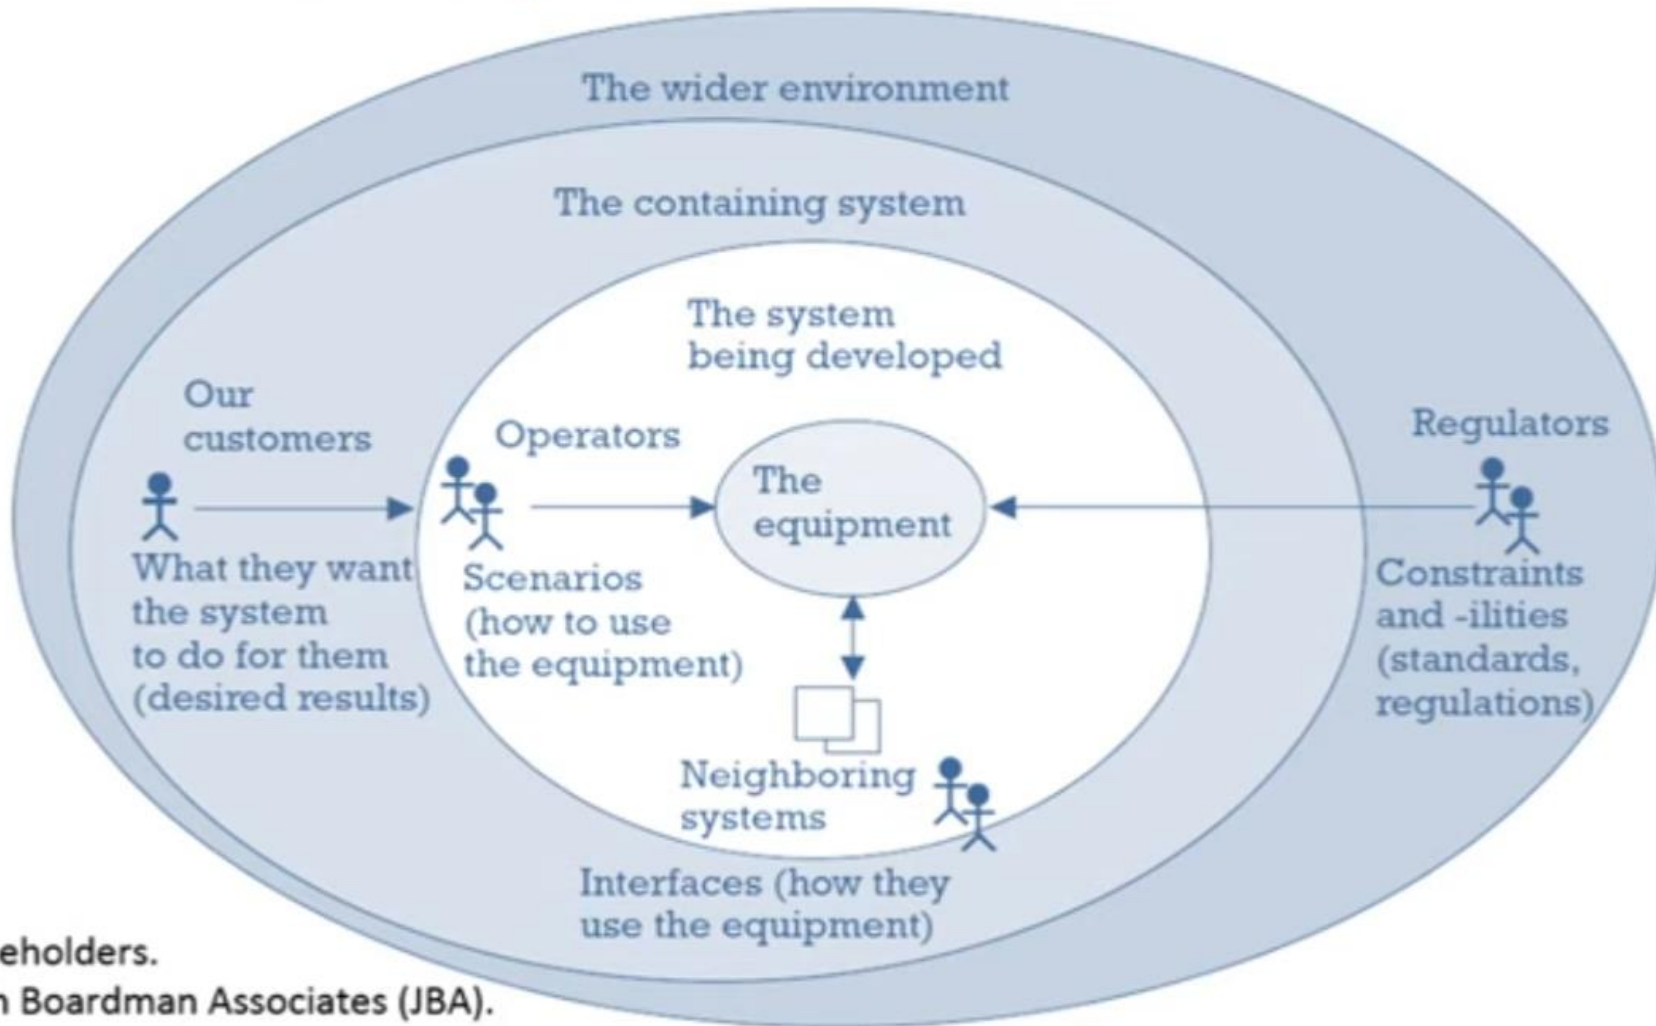 The wider environment
The containing system
The system
being developed
Our
customers
Operators
The
equipment
Regulators
What they want
the system
to do for them
(desired results)
Scenarios
(how to use
the equipment)
Constraints
and -ilities
(standards,
regulations)
Neighboring
systems
Interfaces (how they
use the equipment)
eholders.
Boardman Associates (JBA).